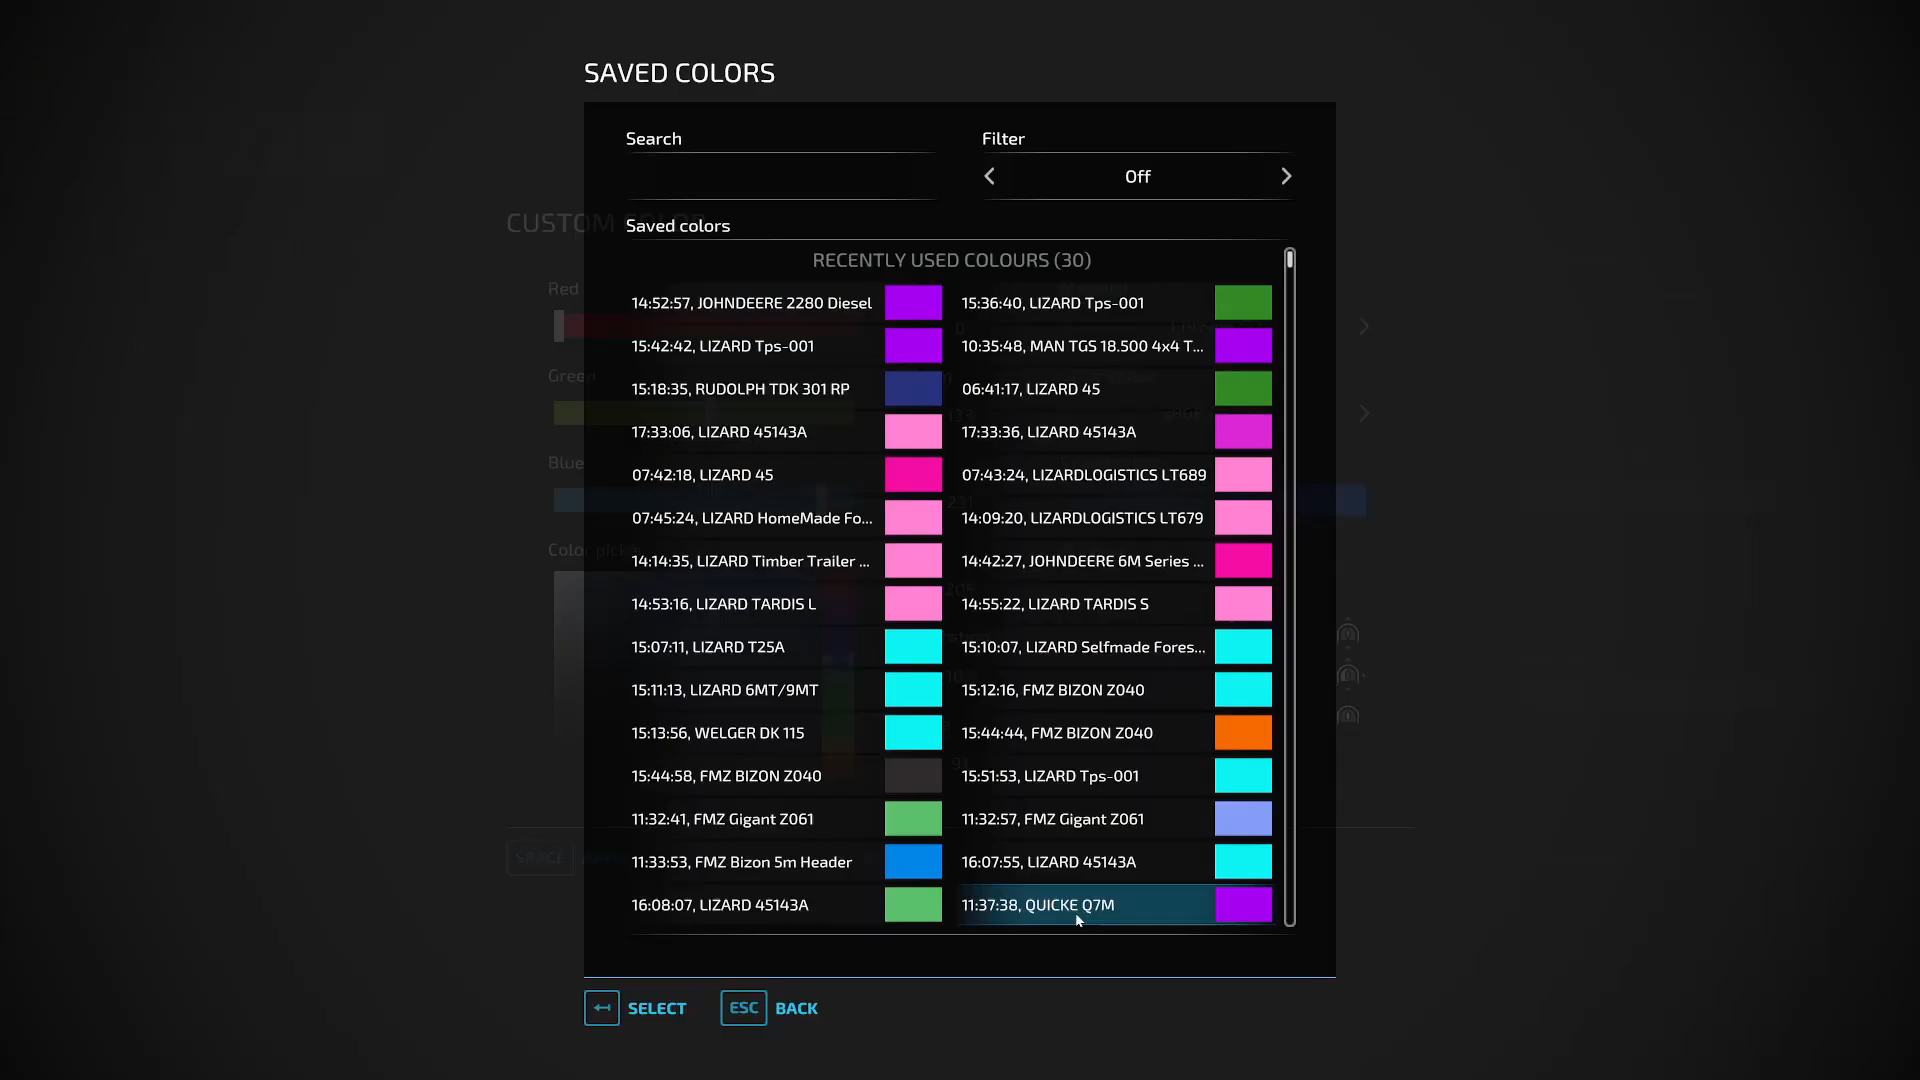 SAVED COLORS
Search
Filter
Off
CUSTOM COLOR
Saved colors
RECENTLY USED COLOURS (30)
Red
14:52:57, JOHNDEERE 2280 Diesel
15:36:40, LIZARD Tps-001
15:42:42, LIZARD Tps-001
10:35:48, MAN TGS 18.500 4x4 T...
Green
15:18:35, RUDOLPH TDK 301 RP
06:41:17, LIZARD 45
17:33:06, LIZARD 45143A
17:33:36, LIZARD 45143A
Blue
07:42:18, LIZARD 45
07:43:24, LIZARDLOGISTICS LT689
07:45:24, LIZARD HomeMade Fo...
14:09:20, LIZARDLOGISTICS LT679
Color picker
14:14:35, LIZARD Timber Trailer ...
14:42:27, JOHNDEERE 6M Series ...
14:53:16, LIZARD TARDIS L
14:55:22, LIZARD TARDIS S
15:07:11, LIZARD T25A
15:10:07, LIZARD Selfmade Fores...
15:11:13, LIZARD 6MT/9MT
15:12:16, FMZ BIZON Z040
15:13:56, WELGER DK 115
15:44:44, FMZ BIZON Z040
15:44:58, FMZ BIZON Z040
15:51:53, LIZARD Tps-001
11:32:41, FMZ Gigant Z061
11:32:57, FMZ Gigant Z061
SPACE
11:33:53, FMZ Bizon 5m Header
16:07:55, LIZARD 45143A
16:08:07, LIZARD 45143A
11:37:38, QUICKE Q7M
SELECT
ESC BACK